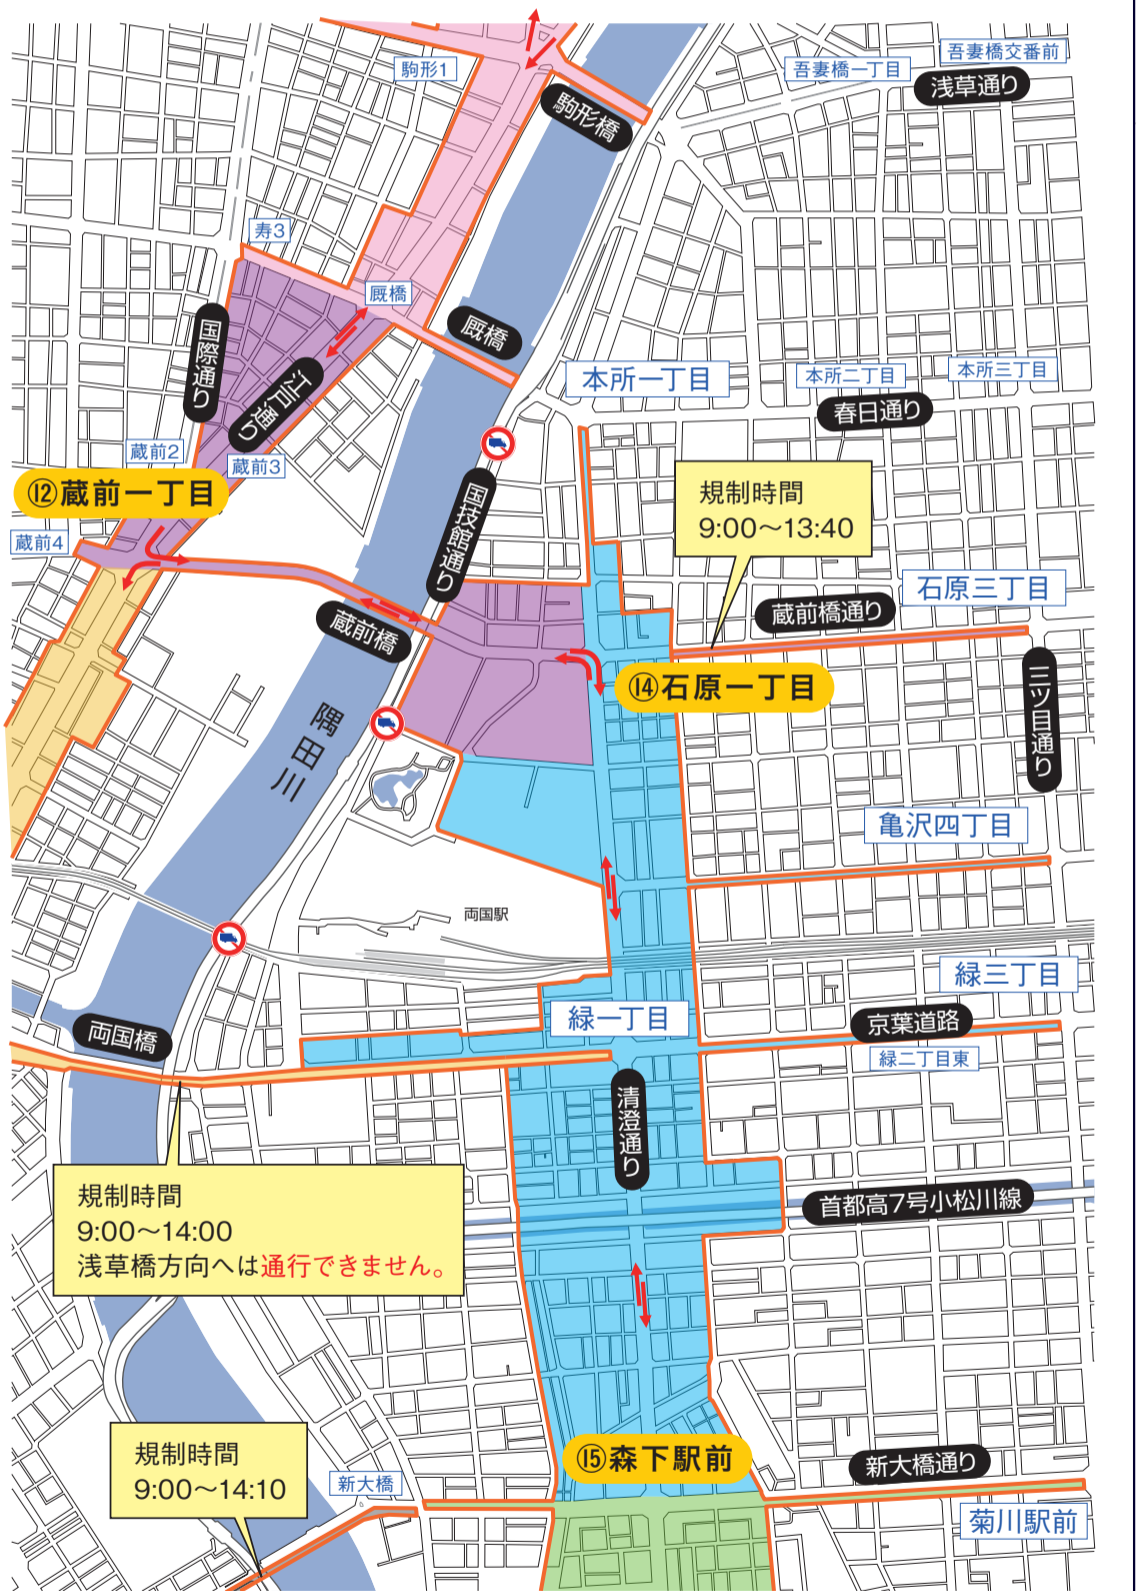 吾妻橋交番前
駒形1
吾妻橋一丁目
浅草通り
駒形橋
寿3
厩橋
厩橋
国際通り
江戸通り
本所一丁目
本所二丁目
本所三丁目
春日通り
蔵前2
蔵前3
⑫蔵前一丁目
蔵前4
国技館通り
規制時間
9:00〜13:40
石原三丁目
蔵前橋通り
蔵前橋
⑭石原一丁目
三ツ目通り
隅田川
亀沢四丁目
両国駅
緑三丁目
緑一丁目
京葉道路
緑二丁目東
両国橋
清澄通り
規制時間
9:00〜14:00
浅草橋方向へは通行できません。
首都高7号小松川線
規制時間
9:00〜14:10
⑮森下駅前
新大橋通り
新大橋
菊川駅前